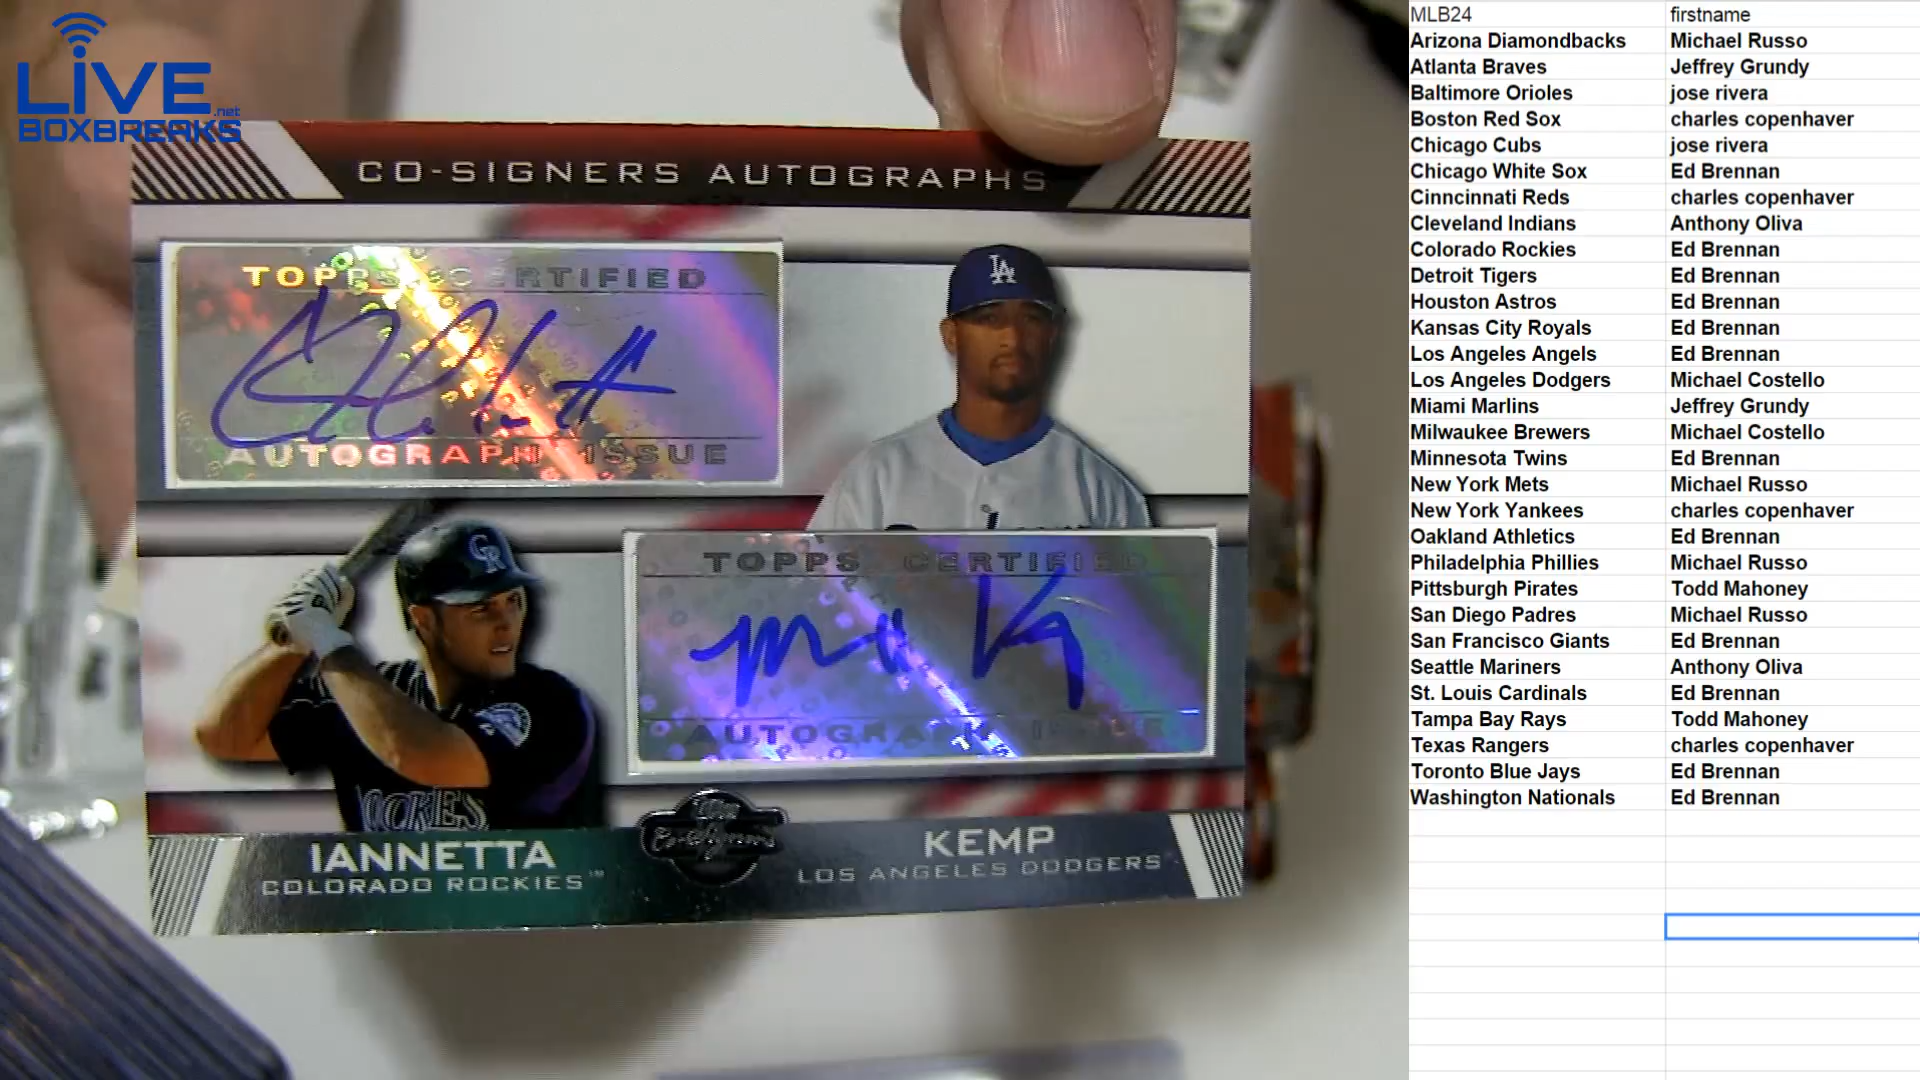 LiVE.net
BOXBREAKS
CO-SIGNERS AUTOGRAPHS
TOPPS CERTIFIED
AUTOGRAPH ISSUE
LA
CR
TOPPS CERTIFIED
AUTOGRAPH ISSUE
IANNETTA
COLORADO ROCKIES™
Topps
Co-Signers
KEMP
LOS ANGELES DODGERS
MLB24 firstname
Arizona Diamondbacks Michael Russo
Atlanta Braves Jeffrey Grundy
Baltimore Orioles jose rivera
Boston Red Sox charles copenhaver
Chicago Cubs jose rivera
Chicago White Sox Ed Brennan
Cinncinnati Reds charles copenhaver
Cleveland Indians Anthony Oliva
Colorado Rockies Ed Brennan
Detroit Tigers Ed Brennan
Houston Astros Ed Brennan
Kansas City Royals Ed Brennan
Los Angeles Angels Ed Brennan
Los Angeles Dodgers Michael Costello
Miami Marlins Jeffrey Grundy
Milwaukee Brewers Michael Costello
Minnesota Twins Ed Brennan
New York Mets Michael Russo
New York Yankees charles copenhaver
Oakland Athletics Ed Brennan
Philadelphia Phillies Michael Russo
Pittsburgh Pirates Todd Mahoney
San Diego Padres Michael Russo
San Francisco Giants Ed Brennan
Seattle Mariners Anthony Oliva
St. Louis Cardinals Ed Brennan
Tampa Bay Rays Todd Mahoney
Texas Rangers charles copenhaver
Toronto Blue Jays Ed Brennan
Washington Nationals Ed Brennan